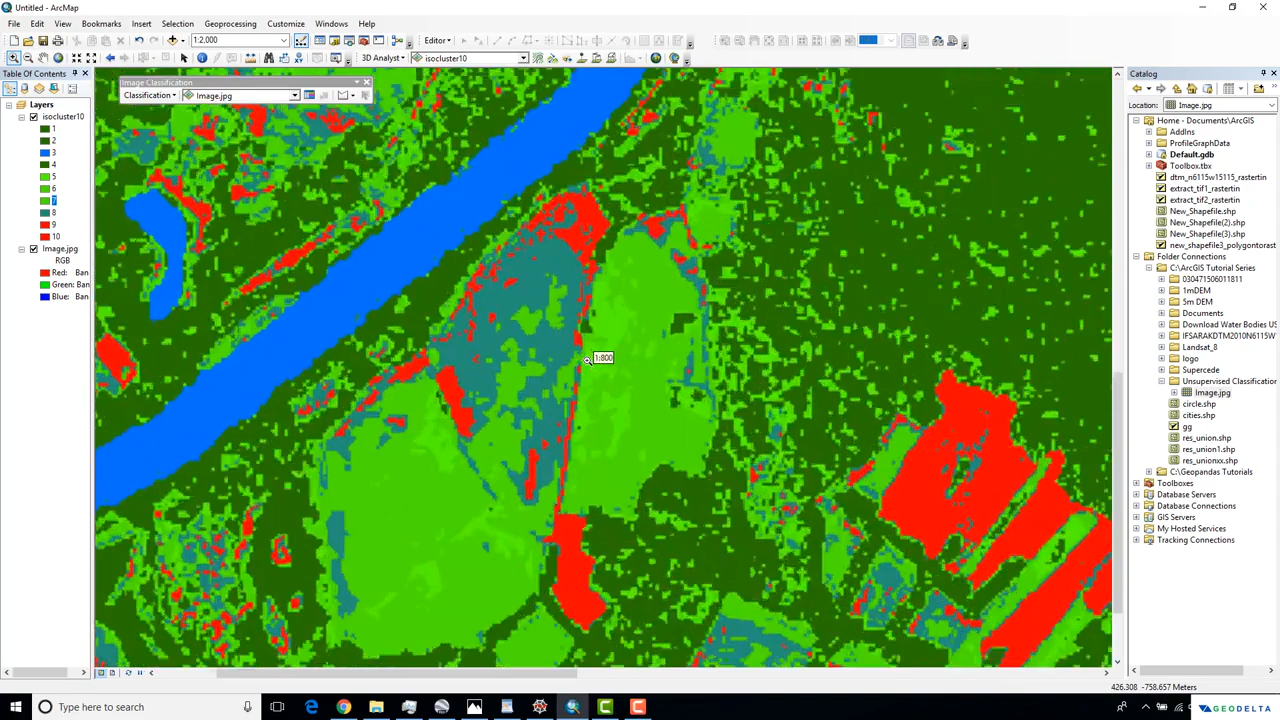 Untitled - ArcMap
File Edit View Bookmarks Insert Selection Geoprocessing Customize Windows Help
1:2,000
Editor
3D Analyst
isocluster10
Table Of Contents
Layers
isocluster10
1
2
3
4
5
6
7
8
9
10
Image.jpg
RGB
Red: Ban
Green: Ban
Blue: Ban
Image Classification
Classification
Image.jpg
1:800
Catalog
Location: Image.jpg
Home - Documents\ArcGIS
AddIns
ProfileGraphData
Default.gdb
Toolbox.tbx
dtm_n6115w15115_rastertin
extract_tif1_rastertin
extract_tif2_rastertin
New_Shapefile.shp
New_Shapefile(2).shp
New_Shapefile(3).shp
new_shapefile3_polygontorast
Folder Connections
C:\ArcGIS Tutorial Series
030471506011811
1mDEM
5m DEM
Documents
Download Water Bodies US
IFSARAKDTM2010N6115W
Landsat_8
logo
Supercede
Unsupervised Classification
Image.jpg
circle.shp
cities.shp
gg
res_union.shp
res_union1.shp
res_unionx.shp
C:\Geopandas Tutorials
Toolboxes
Database Servers
Database Connections
GIS Servers
My Hosted Services
Tracking Connections
426.308 -758.657 Meters
Type here to search
GEODELTA